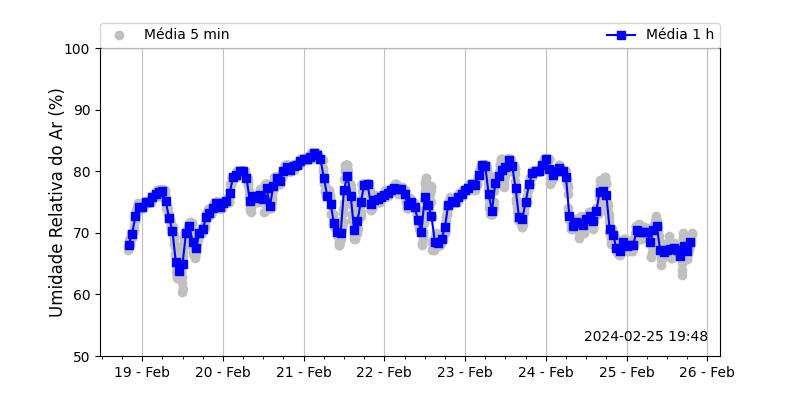 Média 5 min
Média 1 h
100
90
80
70
60
50
Umidade Relativa do Ar (%)
2024-02-25 19:48
19 - Feb
20 - Feb
21 - Feb
22 - Feb
23 - Feb
24 - Feb
25 - Feb
26 - Feb